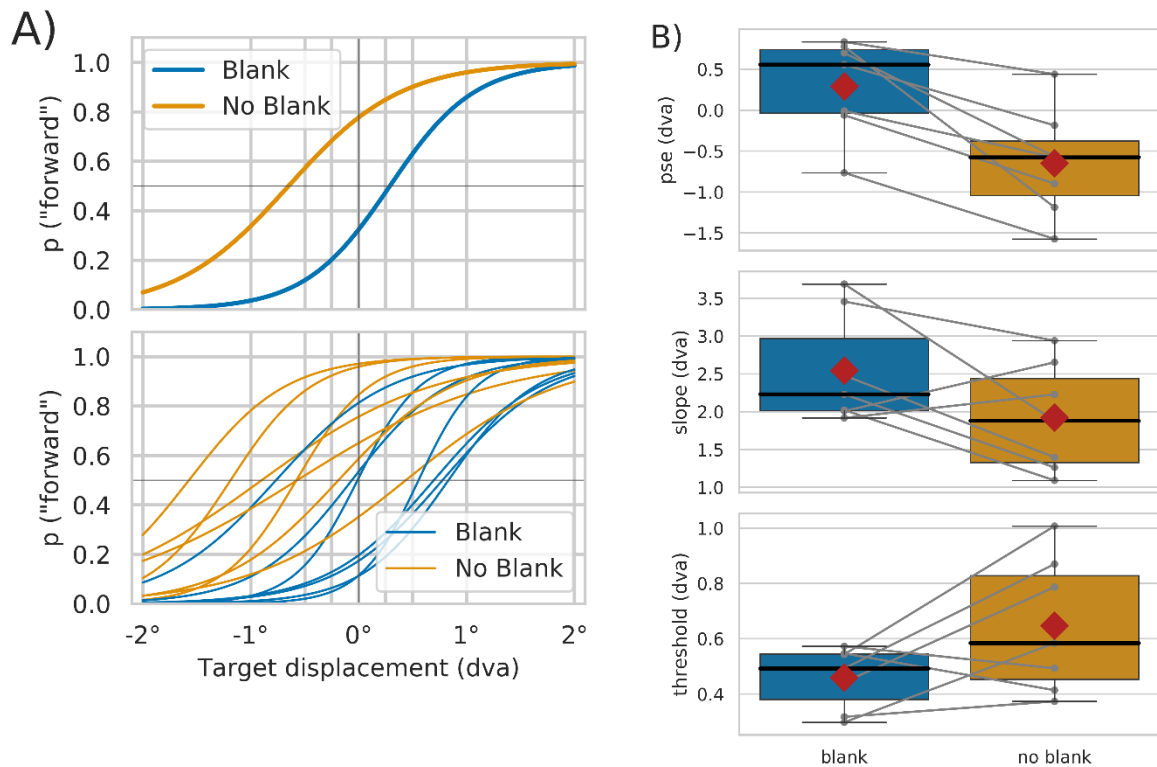 A)
1.0
0.8
0.6
0.4
0.2
0.0
p ("forward")
Blank
No Blank
1.0
0.8
0.6
0.4
0.2
0.0
p ("forward")
Blank
No Blank
-2° -1° 0° 1° 2°
Target displacement (dva)
B)
0.5
0.0
−0.5
−1.0
−1.5
pse (dva)
3.5
3.0
2.5
2.0
1.5
1.0
slope (dva)
1.0
0.8
0.6
0.4
threshold (dva)
blank no blank